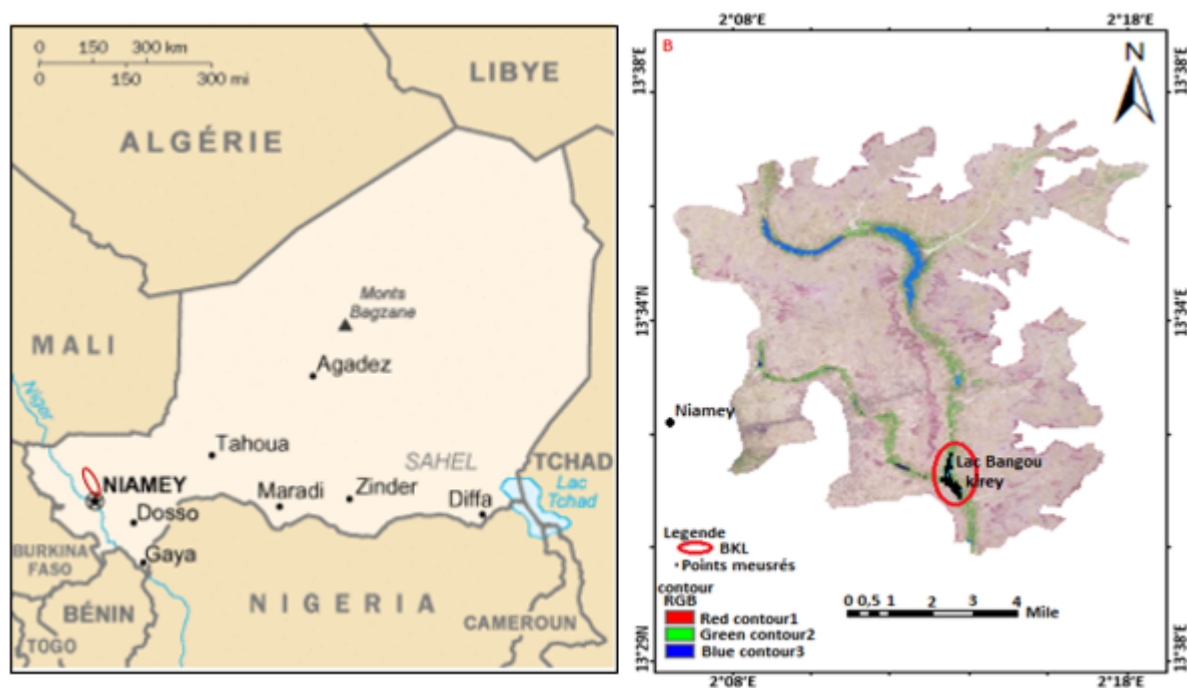 0 150 300 km
0 150 300 mi
LIBYE
ALGÉRIE
Monts
Bagzane
MALI
Agadez
Niger
Tahoua
SAHEL
TCHAD
Lac
Tchad
NIAMEY
Maradi
Zinder
Diffa
Dosso
BURKINA
FASO
Gaya
BÉNIN
NIGERIA
TOGO
CAMEROUN
2°08'E 2°18'E
B
N
13°38'E 13°38'E
13°34'N 13°34'E
Niamey
Lac Bangou
kirey
Legende
BKL
Points meusrés
contour
RGB
Red contour1
Green contour2
Blue contour3
0 0,5 1 2 3 4 Mile
13°29N 13°38'E
2°08'E 2°18'E